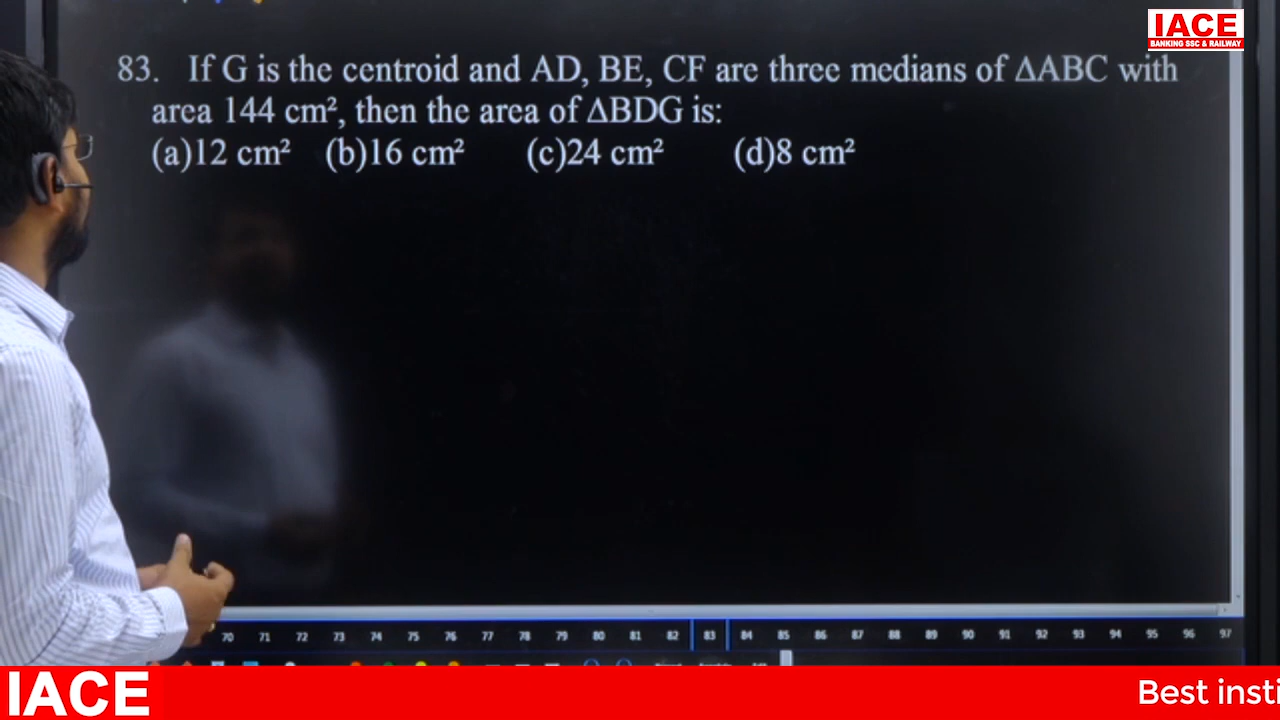 IACE
BANKING SSC & RAILWAY
83. If G is the centroid and AD, BE, CF are three medians of ΔABC with
area 144 cm², then the area of ΔBDG is:
(a)12 cm² (b)16 cm² (c)24 cm² (d)8 cm²
70 71 72 73 74 75 76 77 78 79 80 81 82 83 84 85 86 87 88 89 90 91 92 93 94 95 96 97
IACE
Best insti